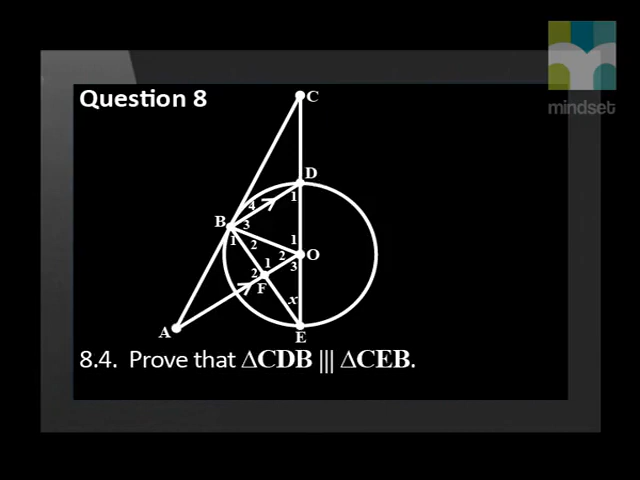 mindset
Question 8
C
D
4
1
B
3
1
2
1
1
2
O
2
3
F
x
A
E
8.4. Prove that ΔCDB ||| ΔCEB.